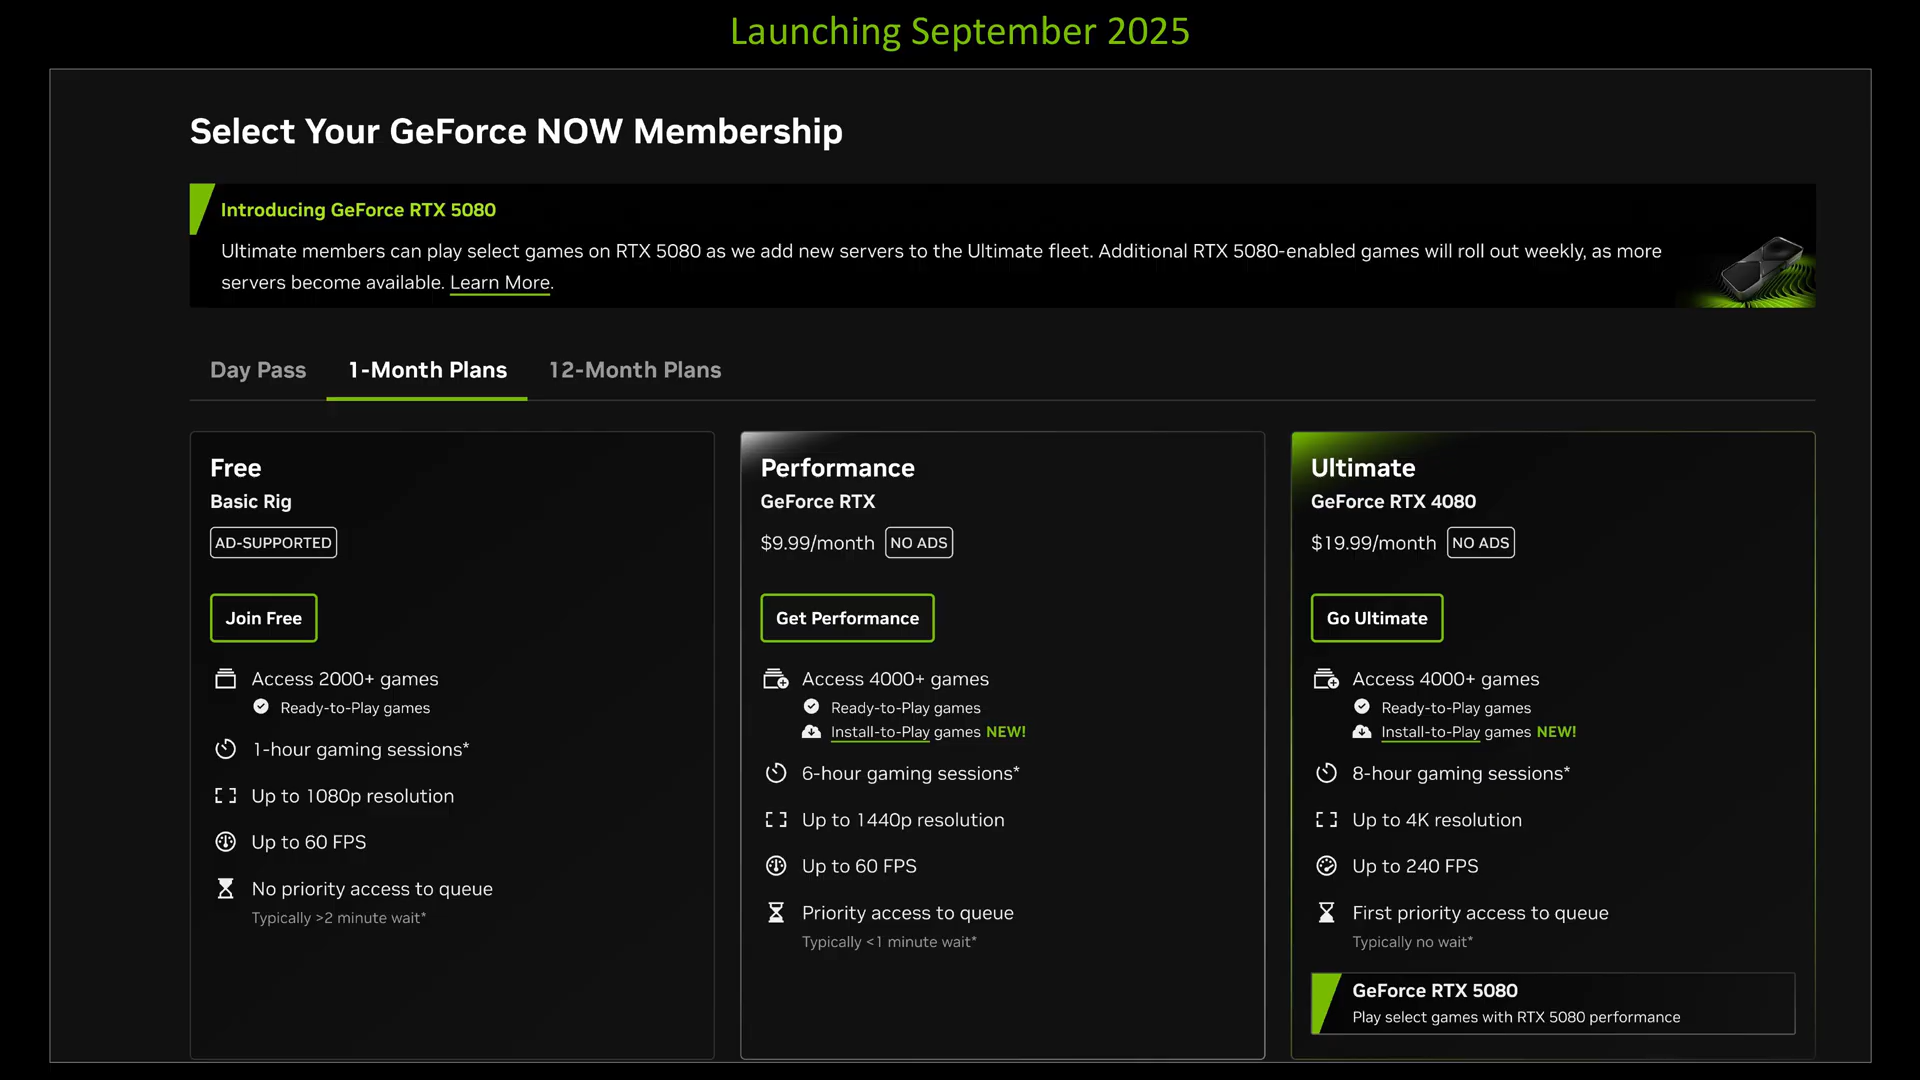 Launching September 2025
Select Your GeForce NOW Membership
Introducing GeForce RTX 5080
Ultimate members can play select games on RTX 5080 as we add new servers to the Ultimate fleet. Additional RTX 5080-enabled games will roll out weekly, as more
servers become available. Learn More.
Day Pass
1-Month Plans
12-Month Plans
Free
Basic Rig
AD-SUPPORTED
Join Free
Access 2000+ games
Ready-to-Play games
1-hour gaming sessions*
Up to 1080p resolution
Up to 60 FPS
No priority access to queue
Typically >2 minute wait*
Performance
GeForce RTX
$9.99/month NO ADS
Get Performance
Access 4000+ games
Ready-to-Play games
Install-to-Play games NEW!
6-hour gaming sessions*
Up to 1440p resolution
Up to 60 FPS
Priority access to queue
Typically <1 minute wait*
Ultimate
GeForce RTX 4080
$19.99/month NO ADS
Go Ultimate
Access 4000+ games
Ready-to-Play games
Install-to-Play games NEW!
8-hour gaming sessions*
Up to 4K resolution
Up to 240 FPS
First priority access to queue
Typically no wait*
GeForce RTX 5080
Play select games with RTX 5080 performance